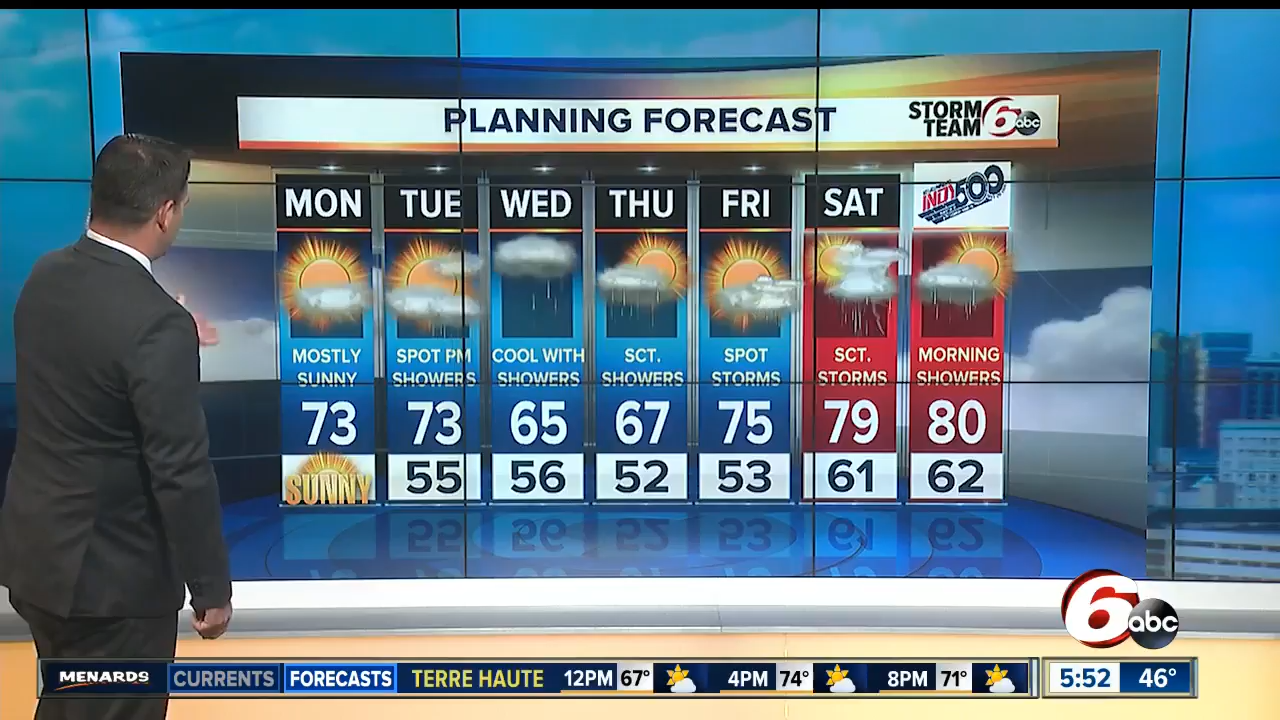 PLANNING FORECAST
STORM
TEAM 6 abc
MON TUE WED THU FRI SAT INDY 500
MOSTLY SUNNY
SPOT PM SHOWERS
COOL WITH SHOWERS
SCT. SHOWERS
SPOT STORMS
SCT. STORMS
MORNING SHOWERS
73 73 65 67 75 79 80
SUNNY 55 56 52 53 61 62
6 abc
MENARDS CURRENTS FORECASTS TERRE HAUTE 12PM 67° 4PM 74° 8PM 71° 5:52 46°